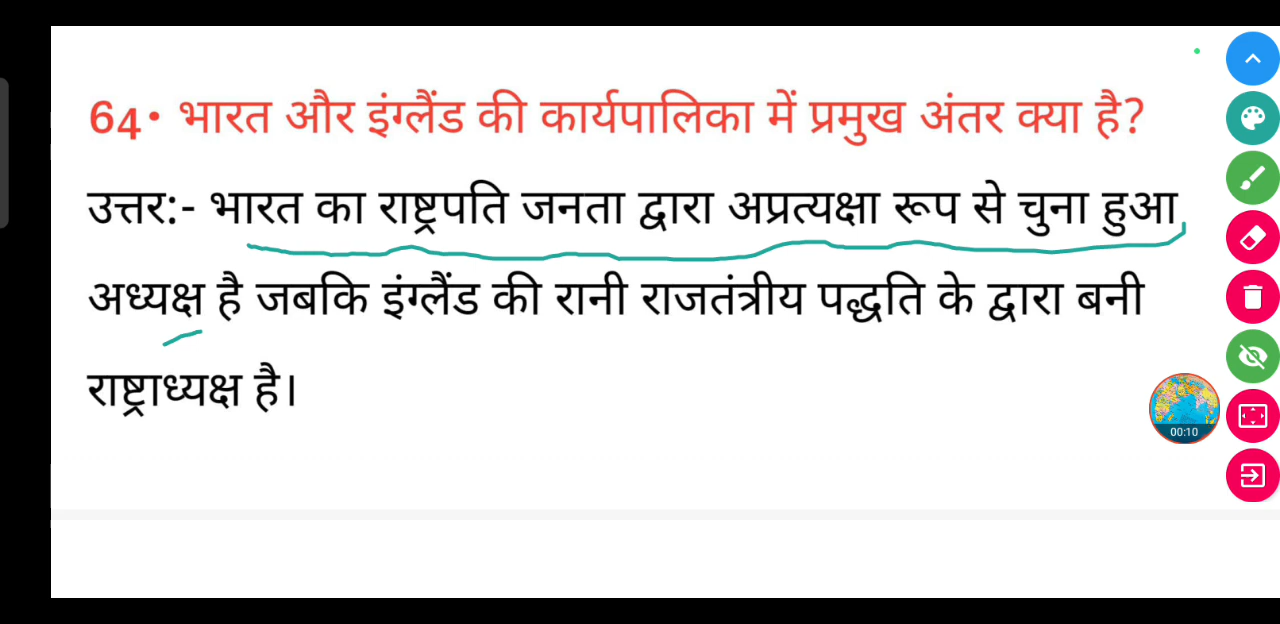 64• भारत और इंग्लैंड की कार्यपालिका में प्रमुख अंतर क्या है?
उत्तर:- भारत का राष्ट्रपति जनता द्वारा अप्रत्यक्षा रूप से चुना हुआ
अध्यक्ष है जबकि इंग्लैंड की रानी राजतंत्रीय पद्धति के द्वारा बनी
राष्ट्राध्यक्ष है।
00:10